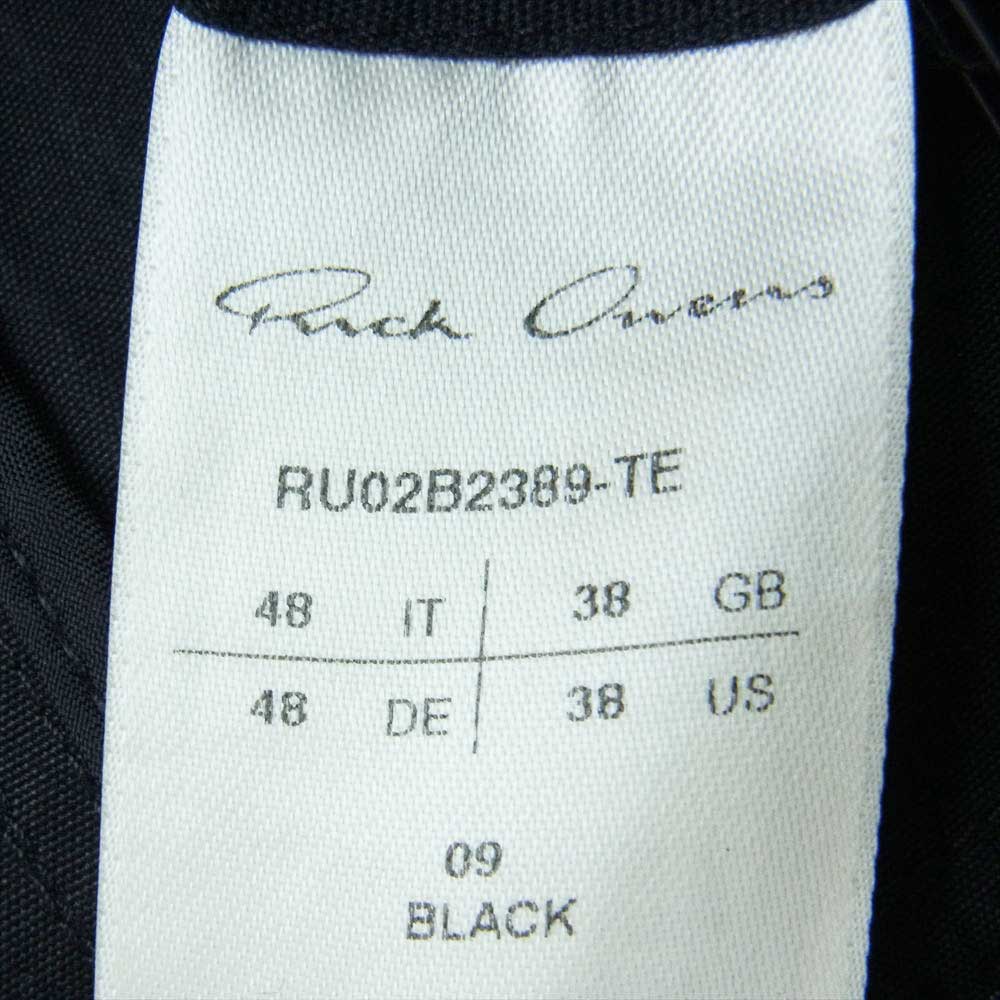 Rick Owens
RU02B2389-TE
48 IT 38 GB
48 DE 38 US
09
BLACK